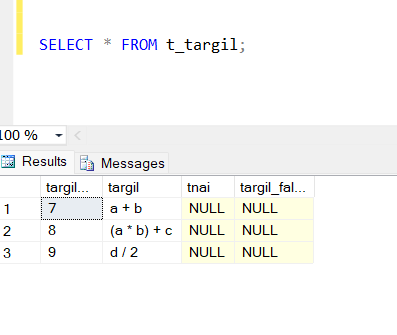 SELECT * FROM t_targil;
100 %
Results Messages
targil... targil tnai targil_fal...
1 7 a + b NULL NULL
2 8 (a * b) + c NULL NULL
3 9 d / 2 NULL NULL